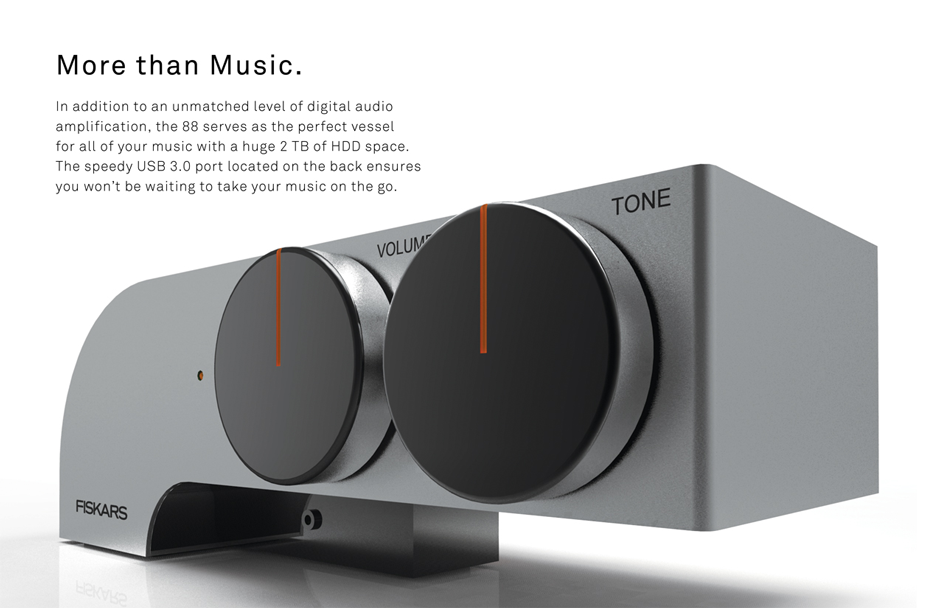 More than Music.
In addition to an unmatched level of digital audio
amplification, the 88 serves as the perfect vessel
for all of your music with a huge 2 TB of HDD space.
The speedy USB 3.0 port located on the back ensures
you won't be waiting to take your music on the go.
TONE
VOLUME
FISKARS